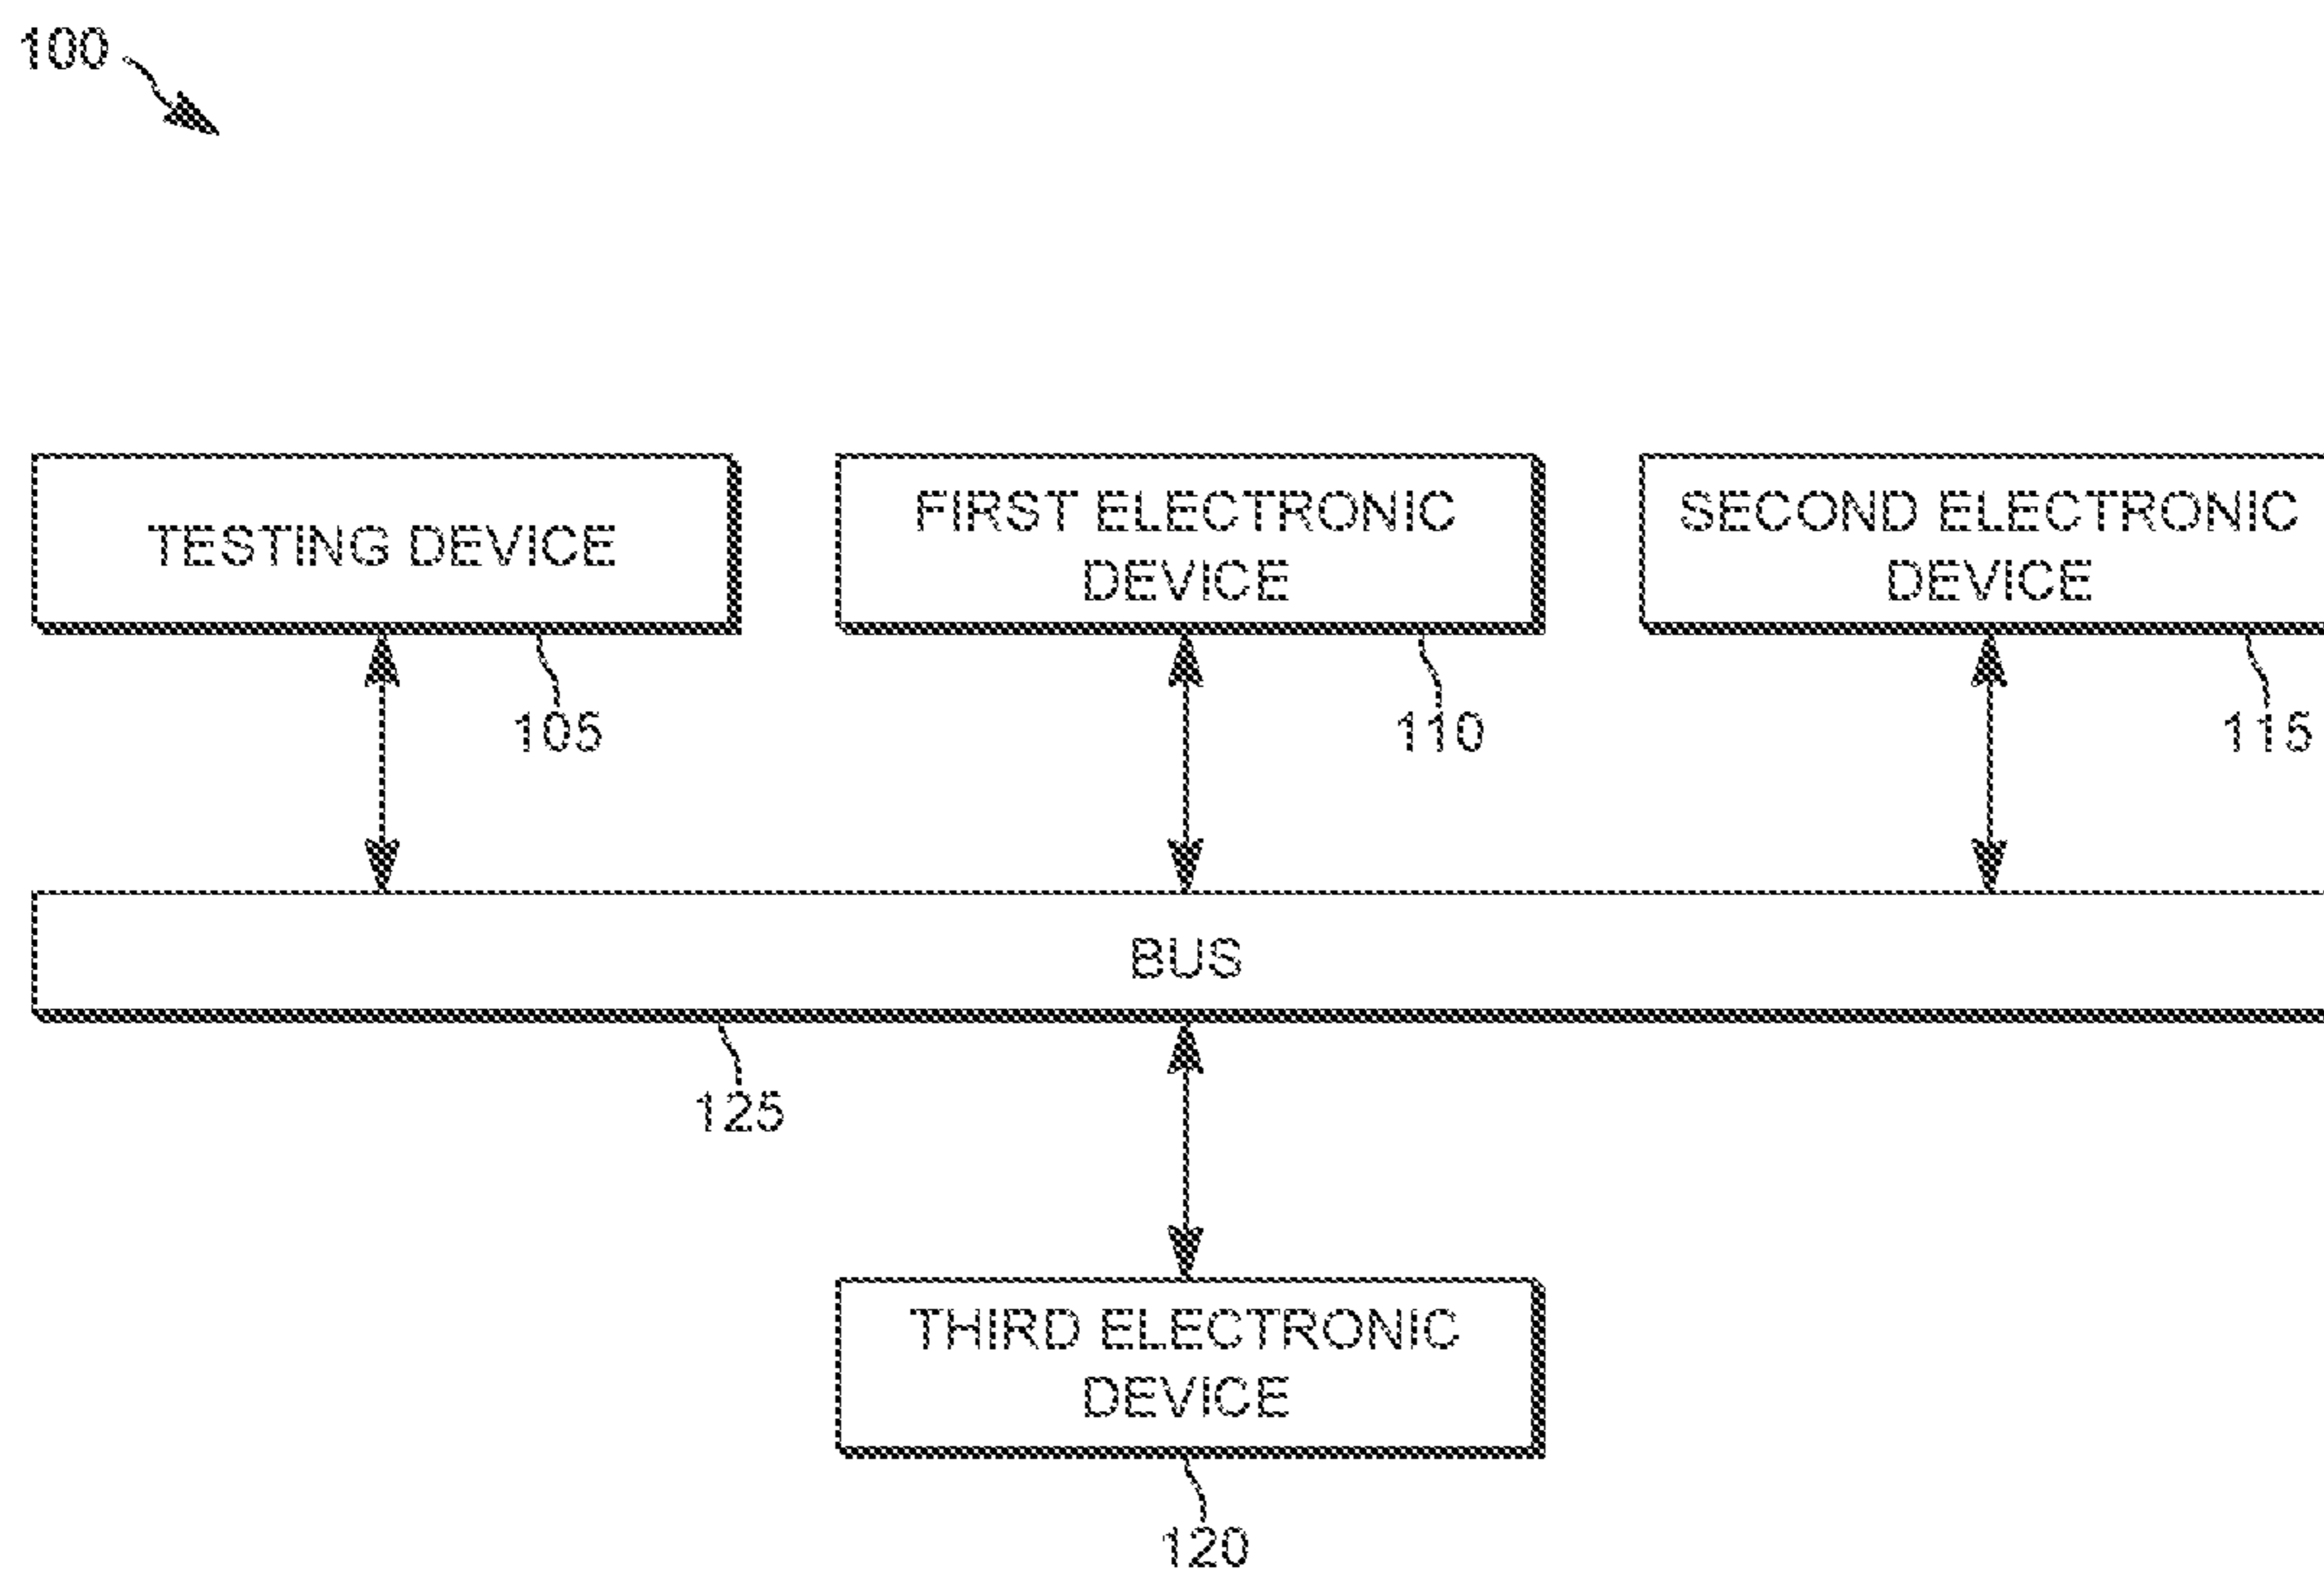 100
TESTING DEVICE
FIRST ELECTRONIC
DEVICE
SECOND ELECTRONIC
DEVICE
105
110
115
BUS
125
THIRD ELECTRONIC
DEVICE
120